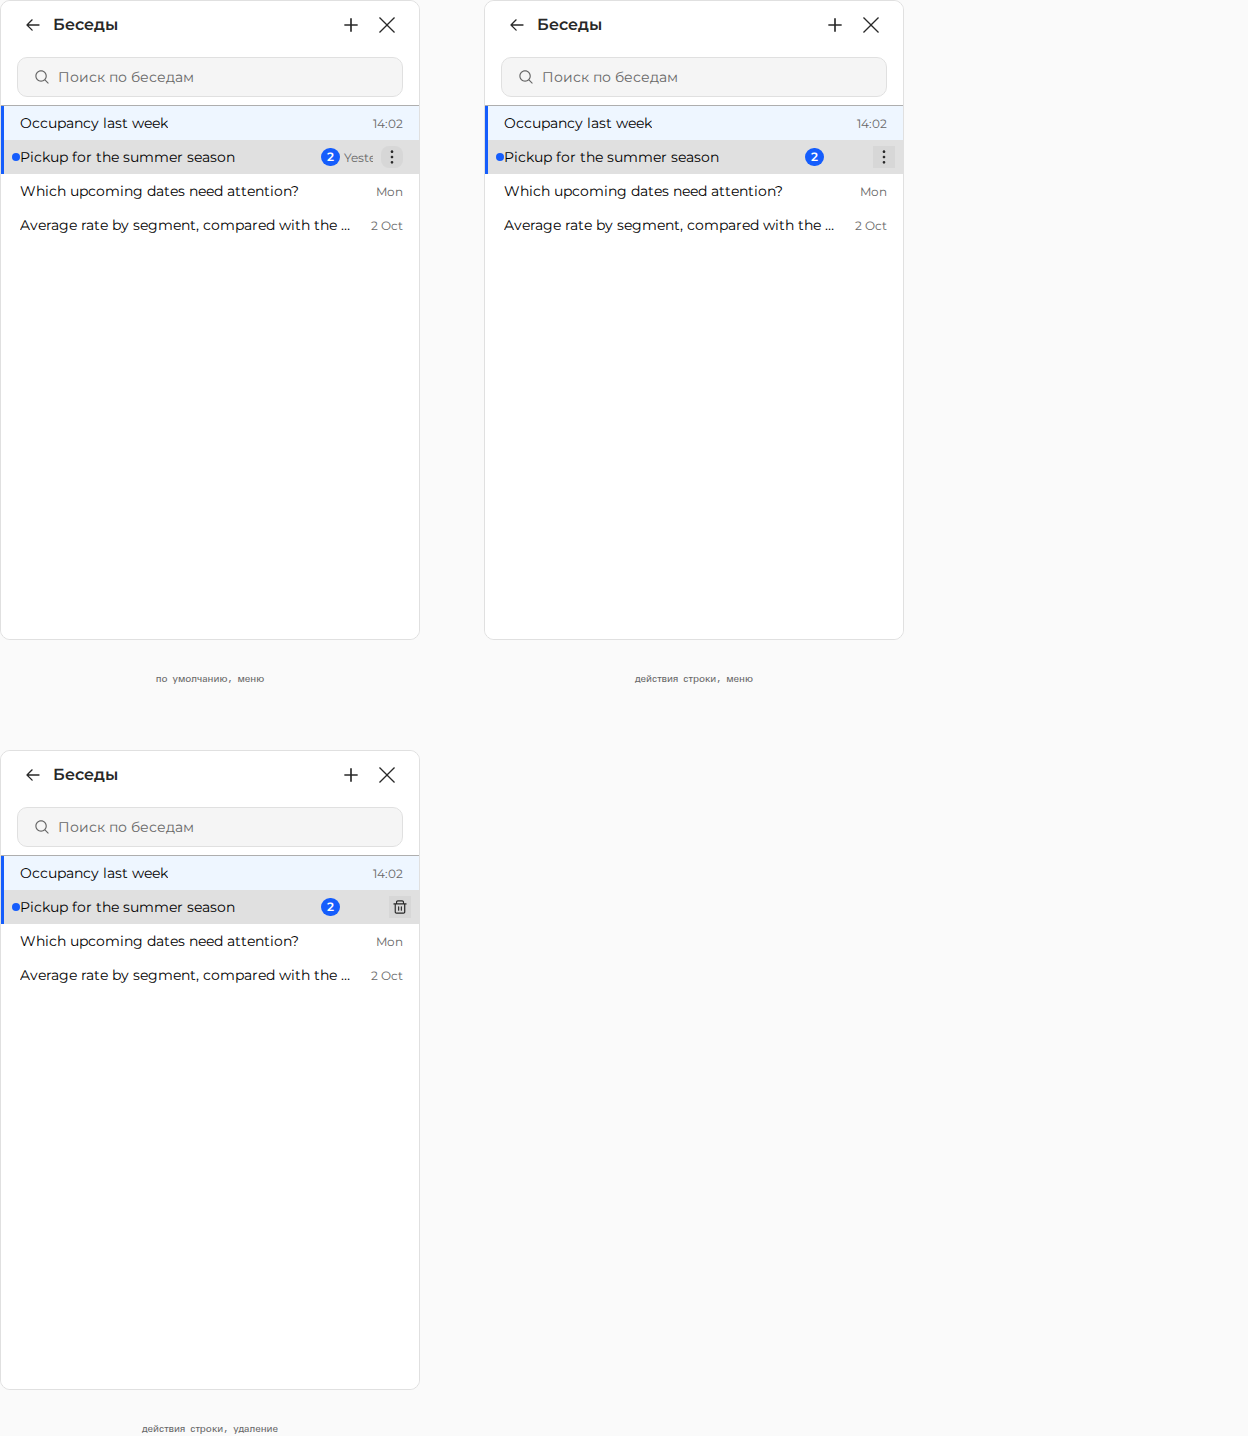 Беседы
Поиск по беседам
Occupancy last week 14:02
Pickup for the summer season 2 Yeste
Which upcoming dates need attention? Mon
Average rate by segment, compared with the ... 2 Oct
по умолчанию, меню
Беседы
Поиск по беседам
Occupancy last week 14:02
Pickup for the summer season 2
Which upcoming dates need attention? Mon
Average rate by segment, compared with the ... 2 Oct
действия строки, меню
Беседы
Поиск по беседам
Occupancy last week 14:02
Pickup for the summer season 2
Which upcoming dates need attention? Mon
Average rate by segment, compared with the ... 2 Oct
действия строки, удаление